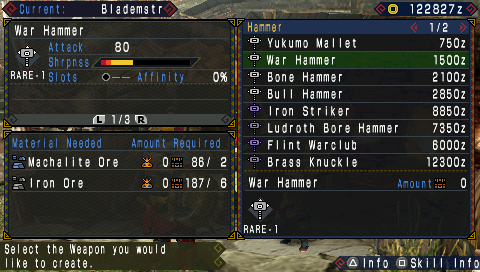 Current: Blademstr
122827z
War Hammer
Attack 80
Shrpnss
RARE-1 Slots Affinity 0%
L 1/3 R
Material Needed Amount Required
Machalite Ore 0 86/ 2
Iron Ore 0 187/ 6
Select the Weapon you would
like to create.
Hammer 1/2
Yukumo Mallet 750z
War Hammer 1500z
Bone Hammer 2100z
Bull Hammer 2850z
Iron Striker 8850z
Ludroth Bore Hammer 7350z
Flint Warclub 6000z
Brass Knuckle 12300z
War Hammer Amount 0
RARE-1
Info Skill Info